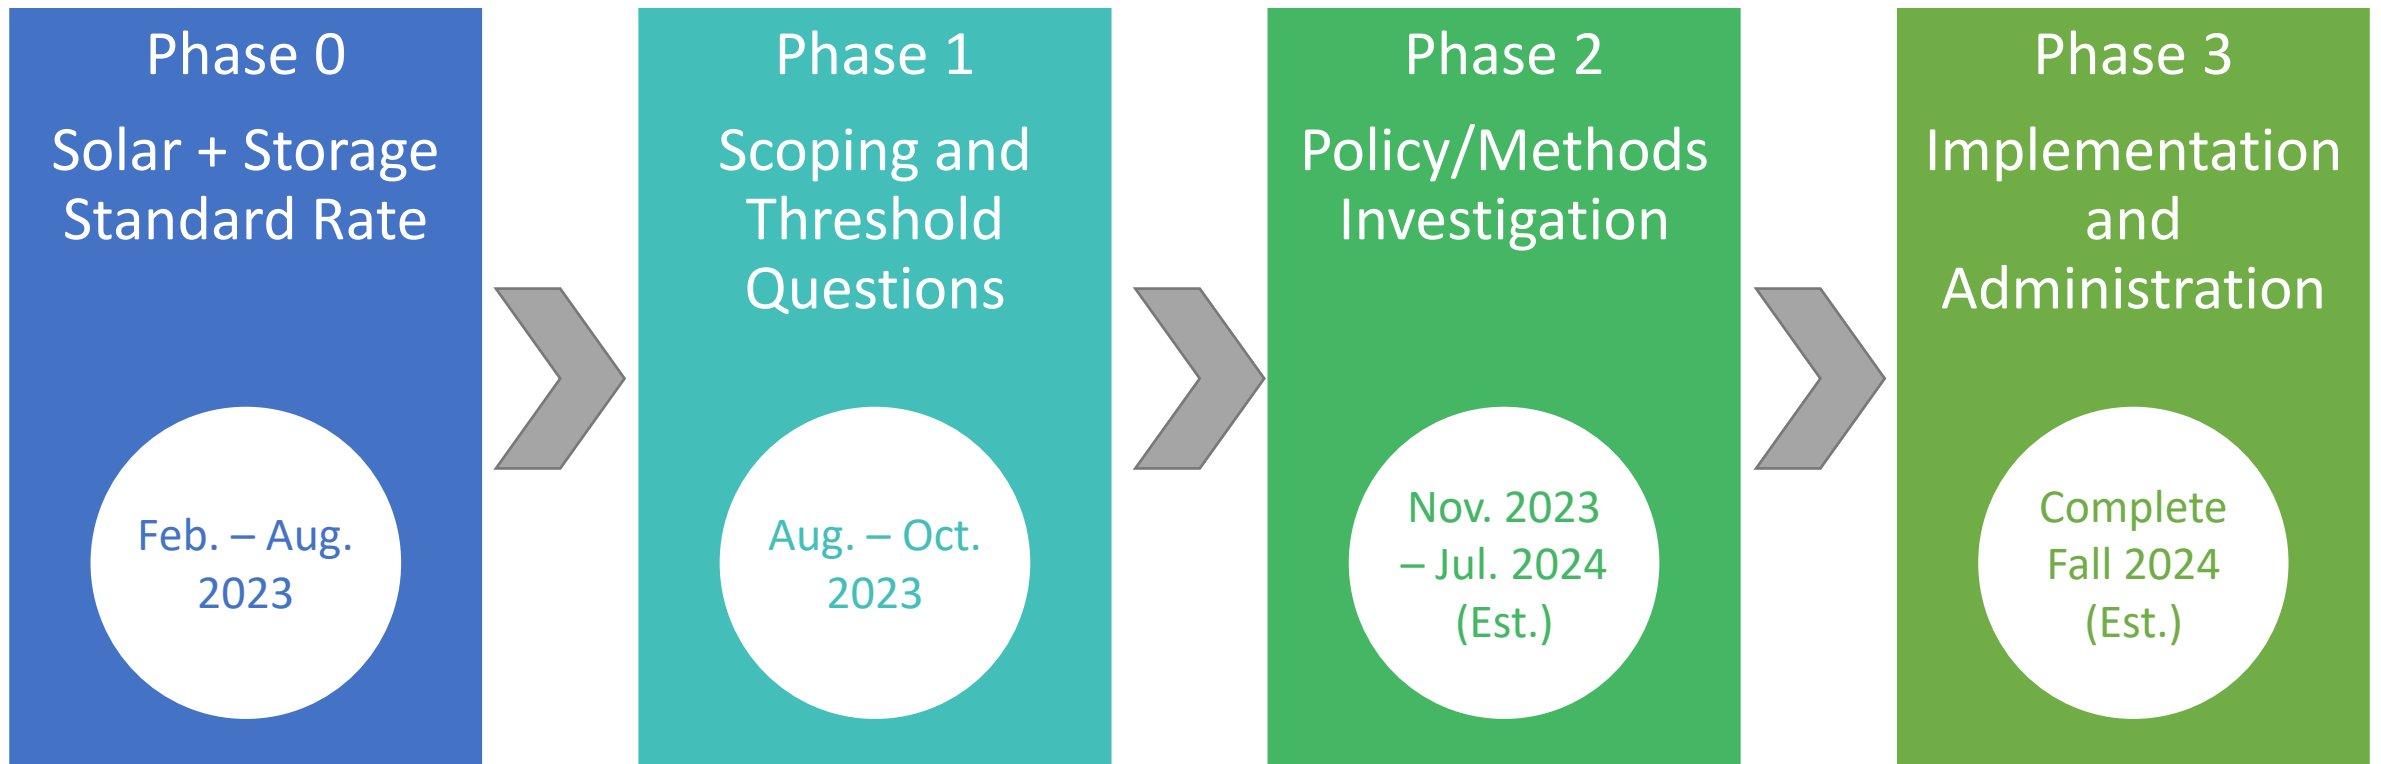 Phase 0
Solar + Storage
Standard Rate
Feb. – Aug.
2023
Phase 1
Scoping and
Threshold
Questions
Aug. – Oct.
2023
Phase 2
Policy/Methods
Investigation
Nov. 2023
– Jul. 2024
(Est.)
Phase 3
Implementation
and
Administration
Complete
Fall 2024
(Est.)